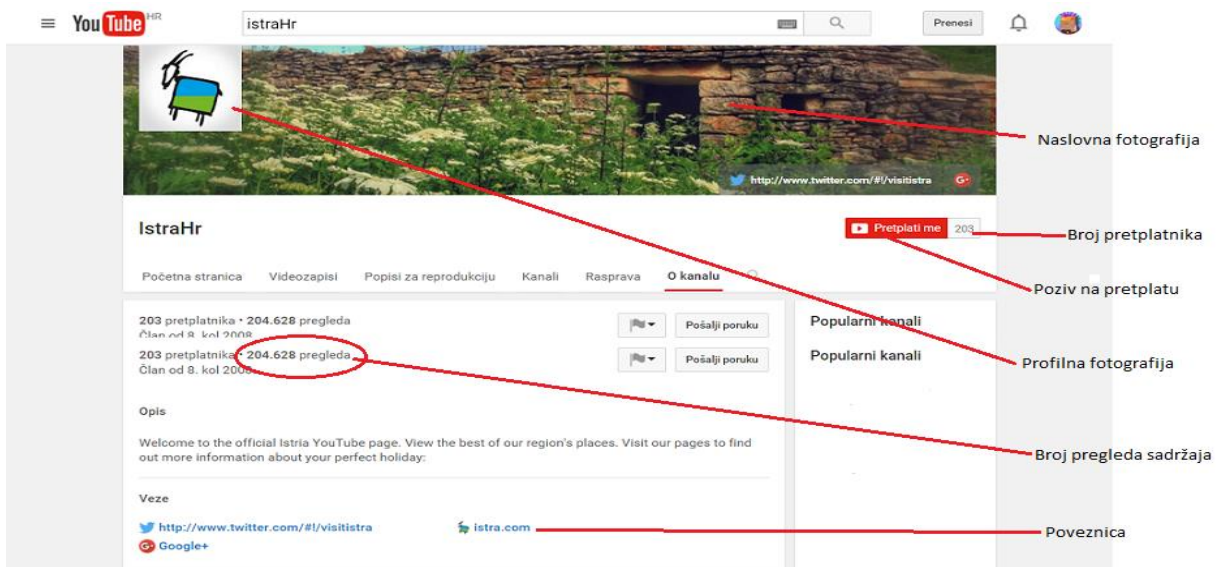 You Tube HR
istraHr
Prenesi
http://www.twitter.com/#!/visitistra G+
Naslovna fotografija
IstraHr
Pretplati me 203
Broj pretplatnika
Početna stranica Videozapisi Popisi za reprodukciju Kanali Rasprava O kanalu
Poziv na pretplatu
203 pretplatnika • 204.628 pregleda
Pošalji poruku
Popularni kanali
Član od 8. kol 2008.
203 pretplatnika • 204.628 pregleda
Pošalji poruku
Popularni kanali
Član od 8. kol 2008.
Profilna fotografija
Opis
Welcome to the official Istria YouTube page. View the best of our region's places. Visit our pages to find
out more information about your perfect holiday:
Broj pregleda sadržaja
Veze
http://www.twitter.com/#!/visitistra
istra.com
Poveznica
G+ Google+